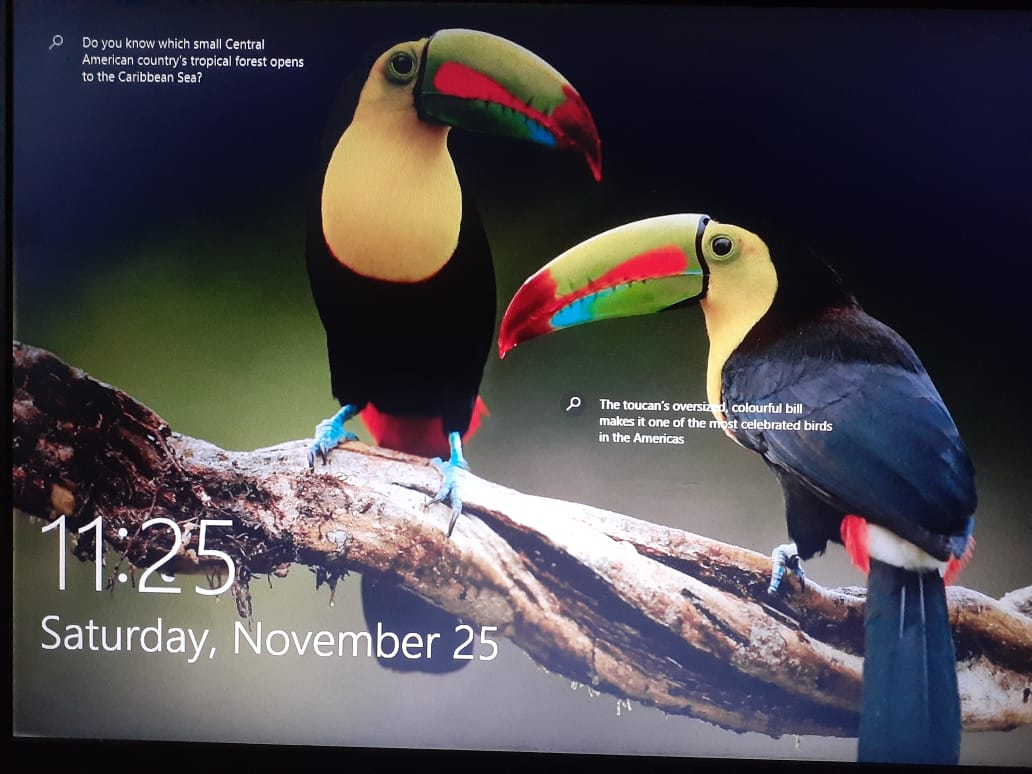 Do you know which small Central
American country's tropical forest opens
to the Caribbean Sea?
The toucan's oversized, colourful bill
makes it one of the most celebrated birds
in the Americas
11:25
Saturday, November 25